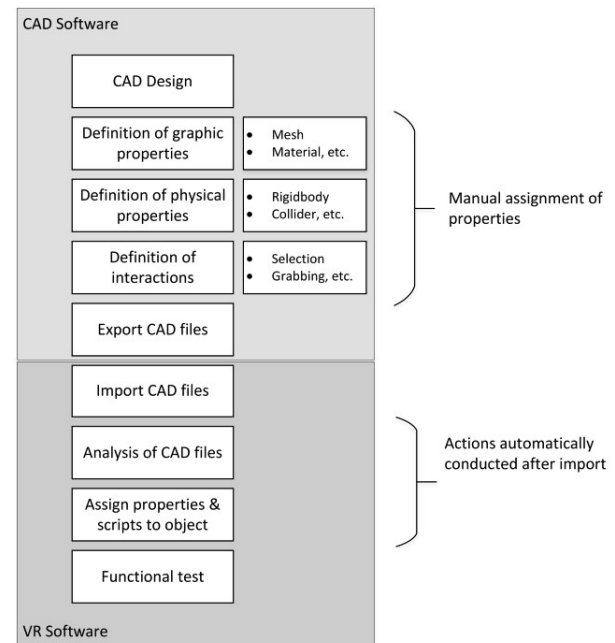 CAD Software
CAD Design
Definition of graphic
properties
• Mesh
• Material, etc.
Definition of physical
properties
• Rigidbody
• Collider, etc.
Definition of
interactions
• Selection
• Grabbing, etc.
Manual assignment of
properties
Export CAD files
Import CAD files
Analysis of CAD files
Assign properties &
scripts to object
Actions automatically
conducted after import
Functional test
VR Software